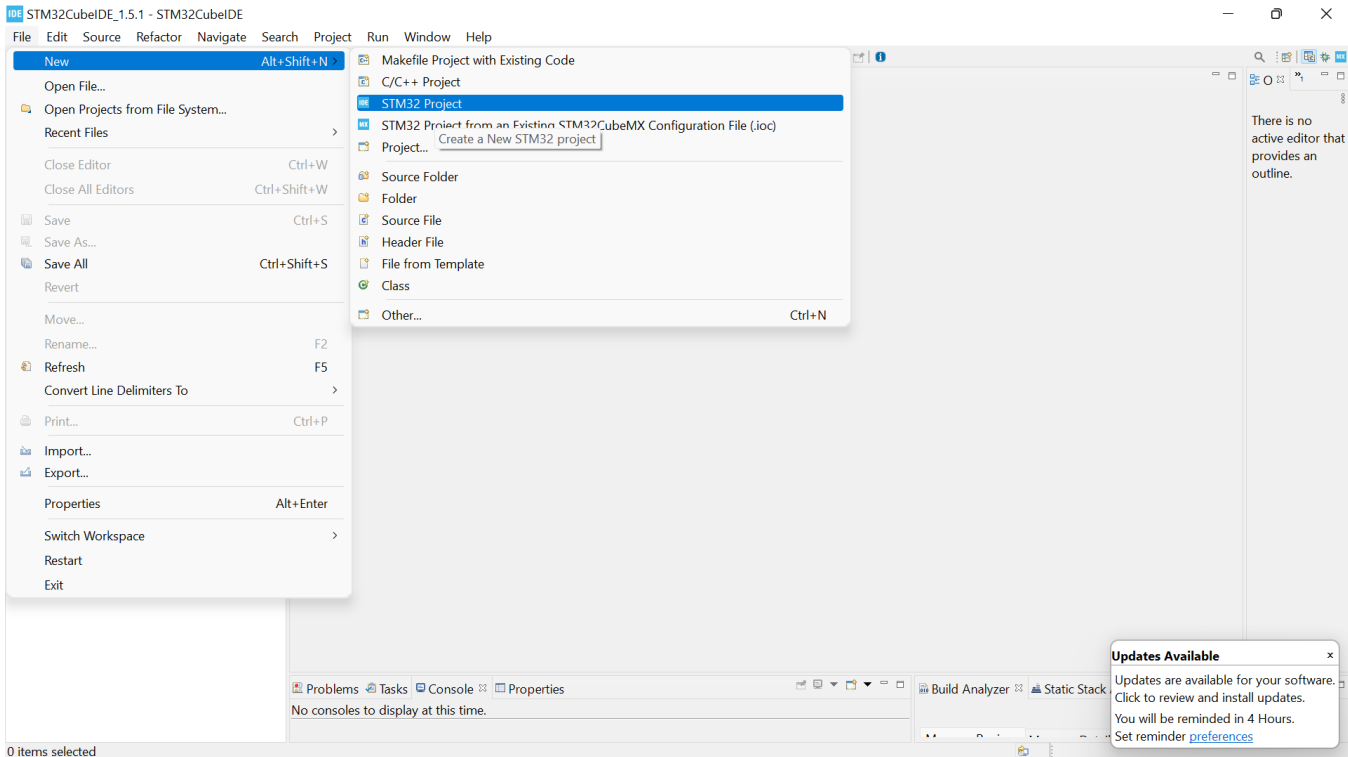 IDE STM32CubeIDE_1.5.1 - STM32CubeIDE
File Edit Source Refactor Navigate Search Project Run Window Help
New Alt+Shift+N
Open File...
Open Projects from File System...
Recent Files
Close Editor Ctrl+W
Close All Editors Ctrl+Shift+W
Save Ctrl+S
Save As...
Save All Ctrl+Shift+S
Revert
Move...
Rename... F2
Refresh F5
Convert Line Delimiters To
Print... Ctrl+P
Import...
Export...
Properties Alt+Enter
Switch Workspace
Restart
Exit
Makefile Project with Existing Code
C/C++ Project
IDE STM32 Project
MX STM32 Project from an Existing STM32CubeMX Configuration File (.ioc)
Create a New STM32 project
Project...
Source Folder
Folder
Source File
Header File
File from Template
Class
Other... Ctrl+N
MX
O
There is no
active editor that
provides an
outline.
Problems Tasks Console Properties
No consoles to display at this time.
Build Analyzer Static Stack
Updates Available x
Updates are available for your software.
Click to review and install updates.
You will be reminded in 4 Hours.
Set reminder preferences
0 items selected